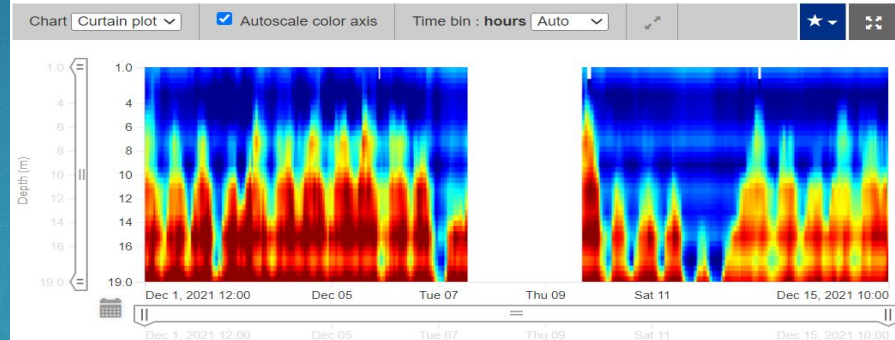 Chart Curtain plot Autoscale color axis Time bin : hours Auto
1.0 1.0
4 4
6 6
8 8
10 10
12 12
14 14
16 16
19.0 19.0
Depth (m)
Dec 1, 2021 12:00 Dec 05 Tue 07 Thu 09 Sat 11 Dec 15, 2021 10:00
Dec 1, 2021 12:00 Dec 05 Tue 07 Thu 09 Sat 11 Dec 15, 2021 10:00